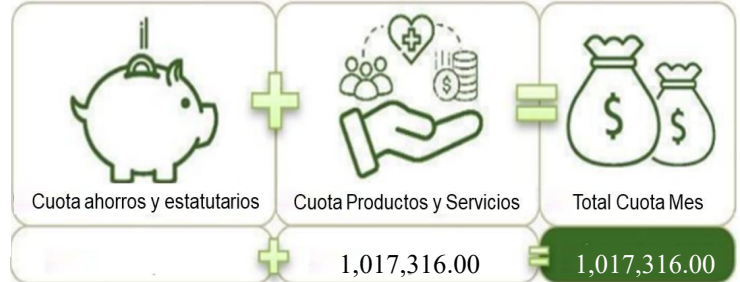 Cuota ahorros y estatutarios
Cuota Productos y Servicios
Total Cuota Mes
1,017,316.00
1,017,316.00